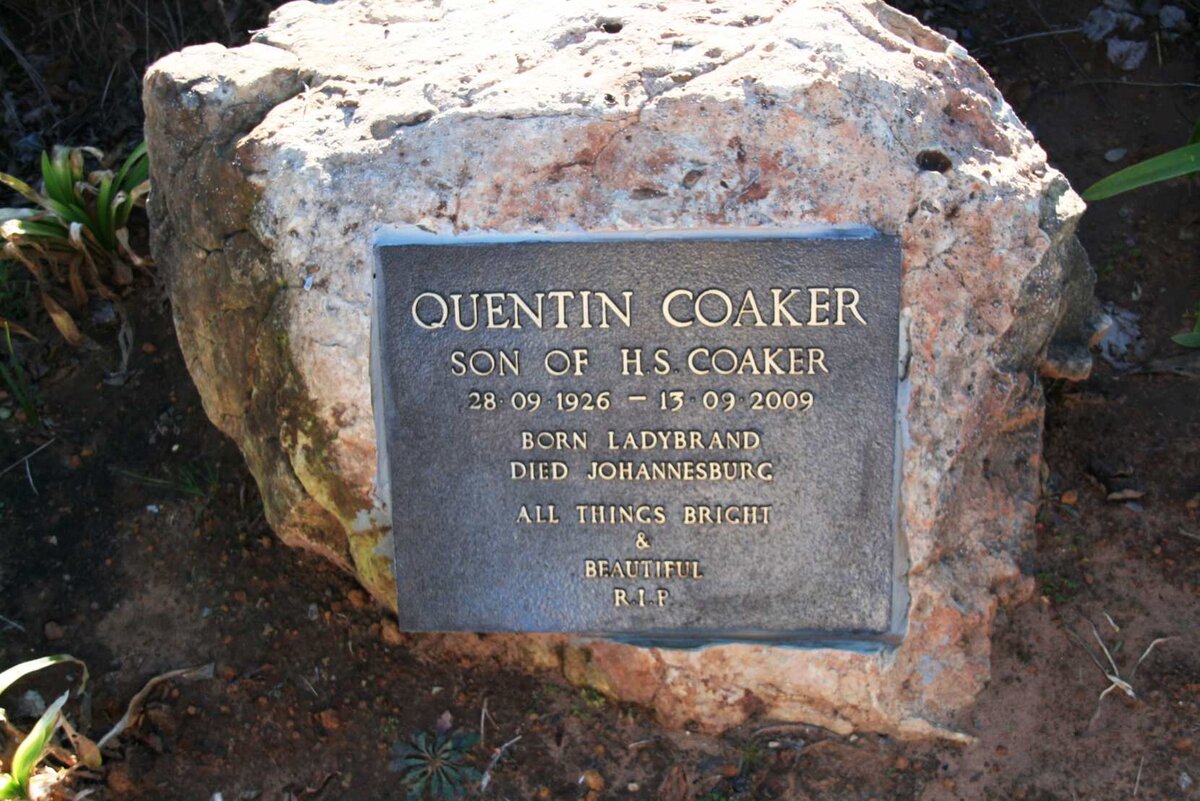 QUENTIN COAKER
SON OF H.S. COAKER
28·09·1926 – 13·09·2009
BORN LADYBRAND
DIED JOHANNESBURG
ALL THINGS BRIGHT
&
BEAUTIFUL
R.I.P.